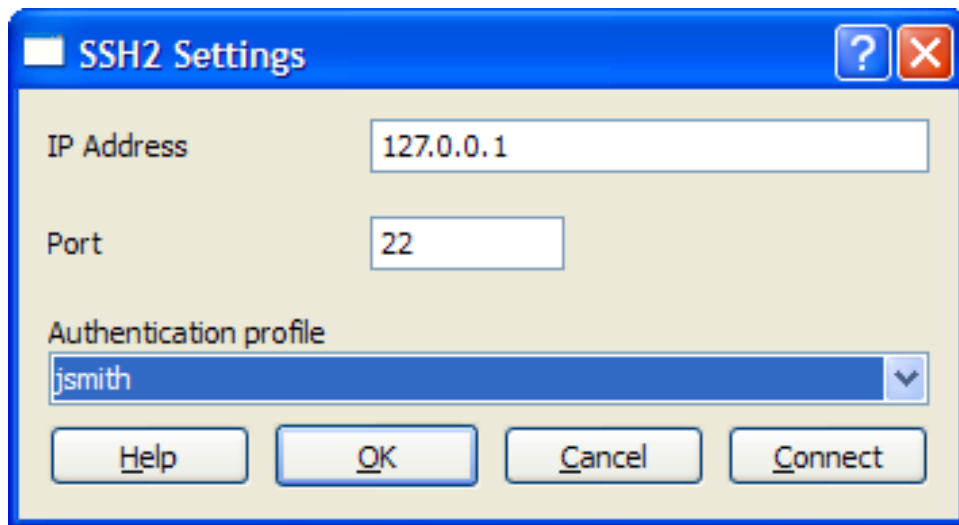 SSH2 Settings ?
IP Address 127.0.0.1
Port 22
Authentication profile
jsmith
Help OK Cancel Connect